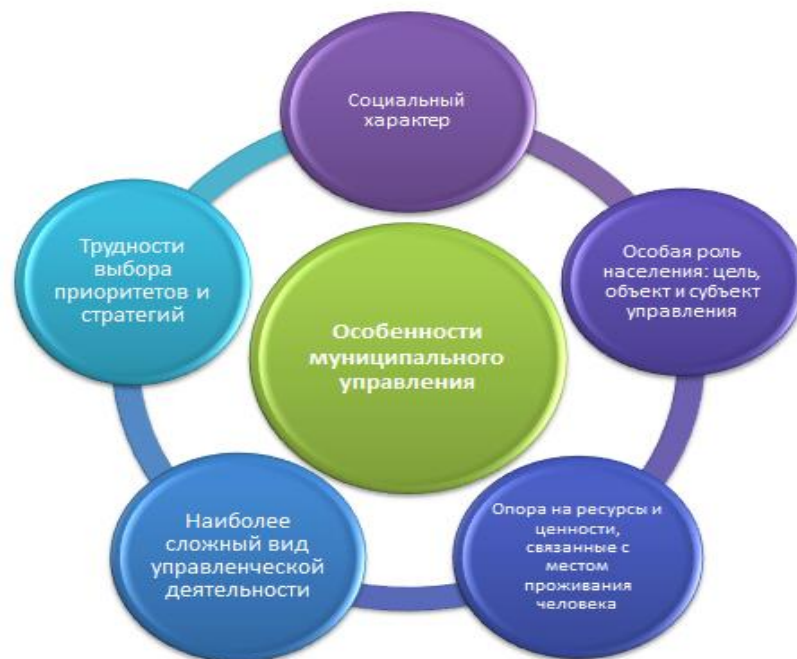 Социальный
характер
Особая роль
населения: цель,
объект и субъект
управления
Опора на ресурсы и
ценности,
связанные с
местом
проживания
человека
Наиболее
сложный вид
управленческой
деятельности
Трудности
выбора
приоритетов и
стратегий
Особенности
муниципального
управления